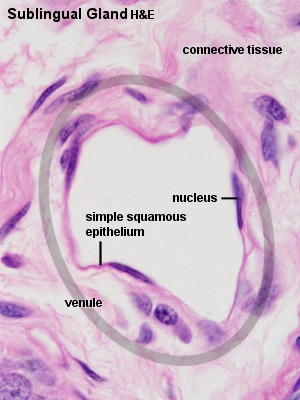 Sublingual Gland H&E
connective tissue
nucleus
simple squamous
epithelium
venule